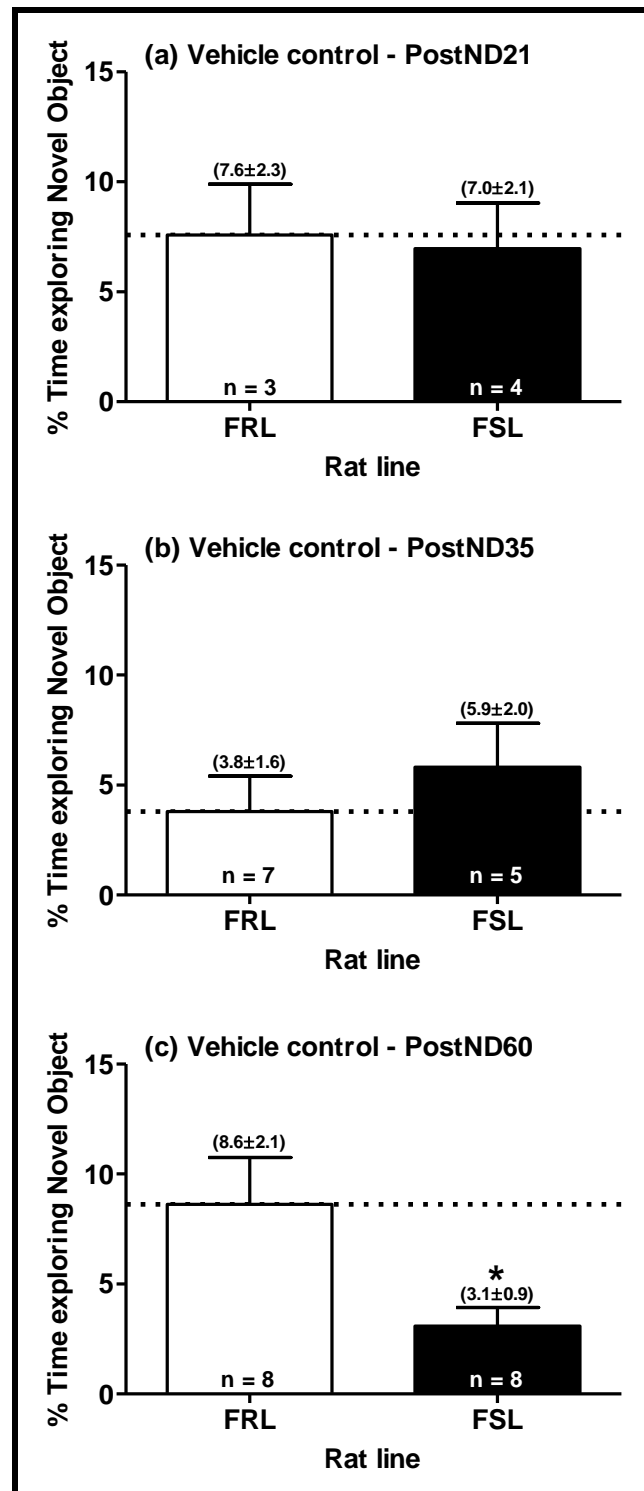 (a) Vehicle control - PostND21
% Time exploring Novel Object
15
10
5
0
(7.6±2.3)
(7.0±2.1)
n = 3
n = 4
FRL
FSL
Rat line
(b) Vehicle control - PostND35
% Time exploring Novel Object
15
10
5
0
(3.8±1.6)
(5.9±2.0)
n = 7
n = 5
FRL
FSL
Rat line
(c) Vehicle control - PostND60
% Time exploring Novel Object
15
10
5
0
(8.6±2.1)
*
(3.1±0.9)
n = 8
n = 8
FRL
FSL
Rat line